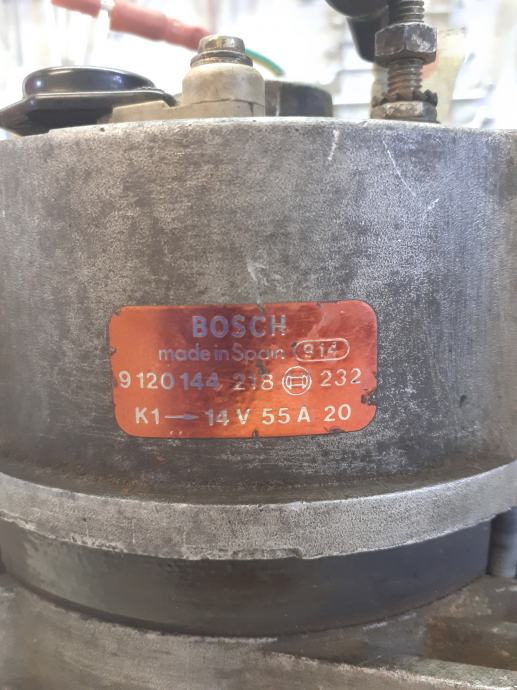 BOSCH
made in Spain 914
9 120 144 218 232
K1→ 14 V 55 A 20